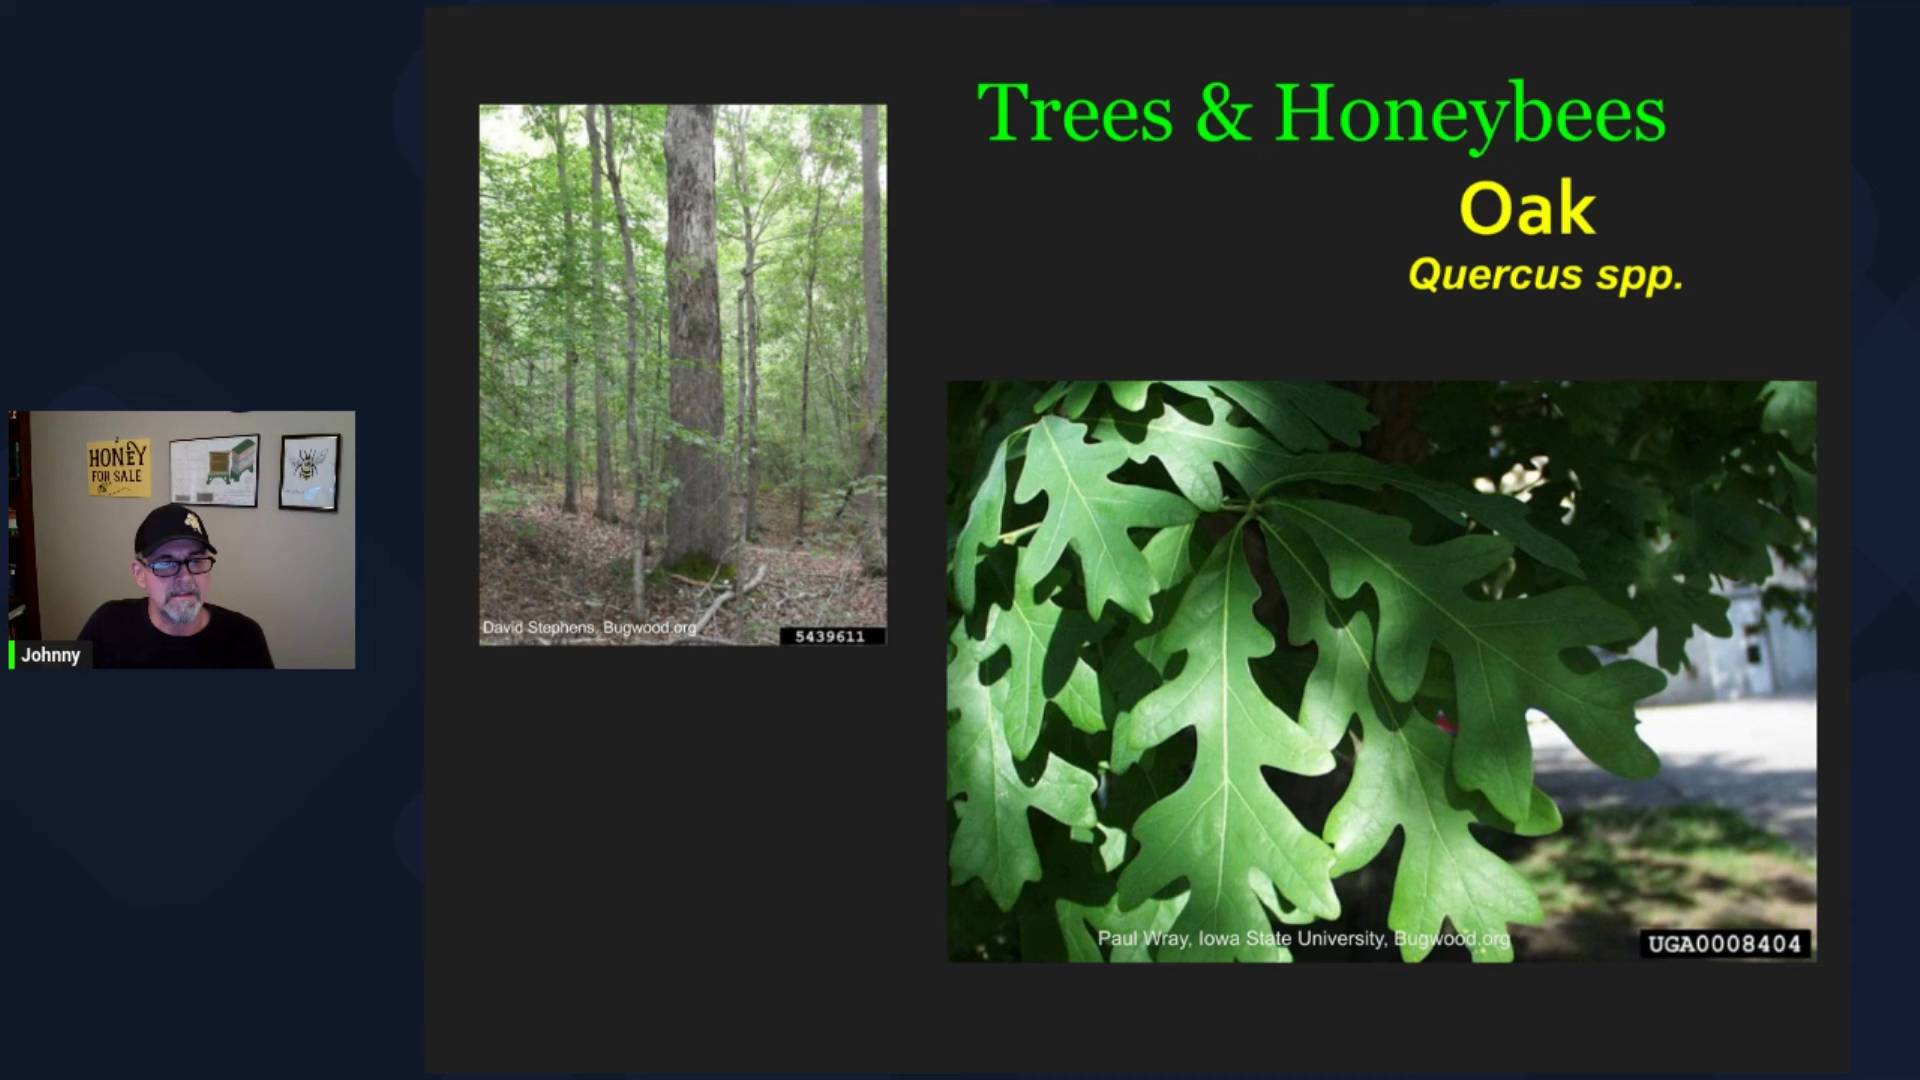 Trees & Honeybees
Oak
Quercus spp.
David Stephens, Bugwood.org
5439611
HONEY
FOR SALE
Johnny
Paul Wray, Iowa State University, Bugwood.org
UGA0008404